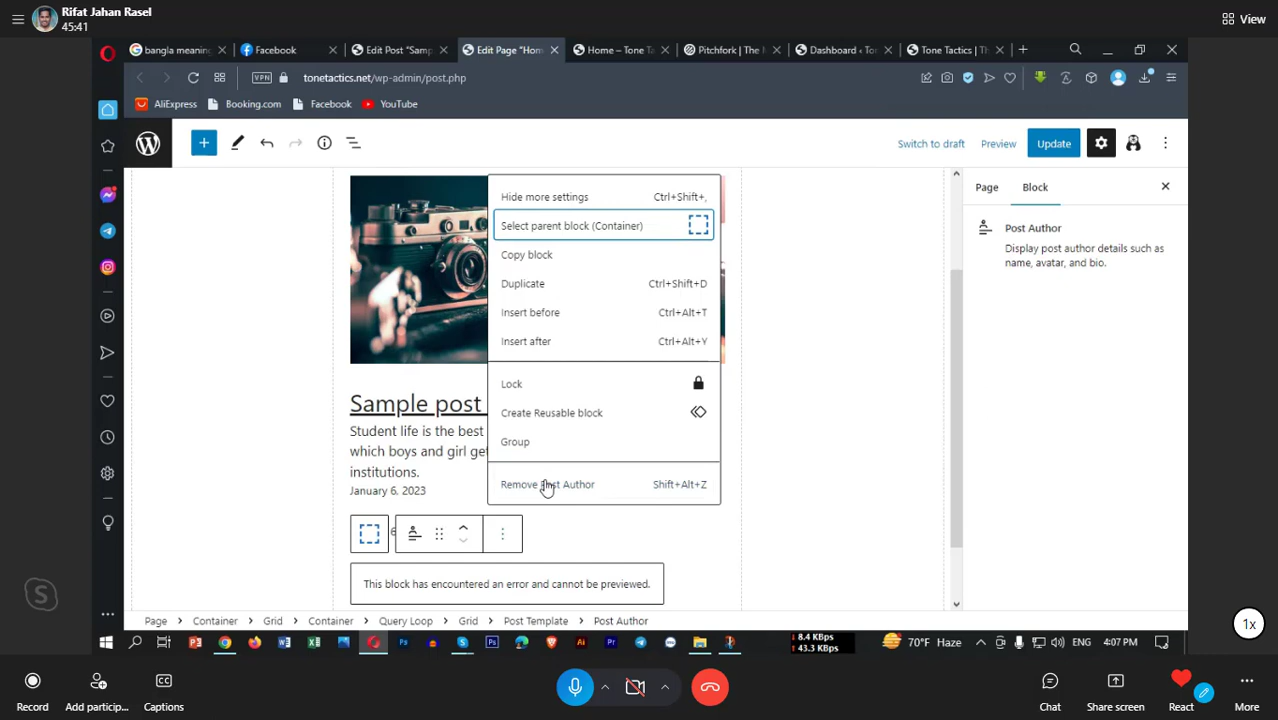 Rifat Jahan Rasel
45:41
View
bangla meaning
Facebook
Edit Post "Samp
Edit Page "Hom
Home – Tone Ta
Pitchfork | The M
Dashboard ‹ Ton
Tone Tactics | Th
VPN
tonetactics.net/wp-admin/post.php
AliExpress
Booking.com
Facebook
YouTube
Switch to draft
Preview
Update
Hide more settings Ctrl+Shift+,
Select parent block (Container)
Copy block
Duplicate Ctrl+Shift+D
Insert before Ctrl+Alt+T
Insert after Ctrl+Alt+Y
Lock
Create Reusable block
Group
Remove Post Author Shift+Alt+Z
Page
Block
Post Author
Display post author details such as
name, avatar, and bio.
Sample post
Student life is the best
which boys and girl get
institutions.
January 6, 2023
This block has encountered an error and cannot be previewed.
Page › Container › Grid › Container › Query Loop › Grid › Post Template › Post Author
1x
8.4 KBps
43.3 KBps
70°F Haze
ENG
4:07 PM
Record
Add particip...
Captions
Chat
Share screen
React
More